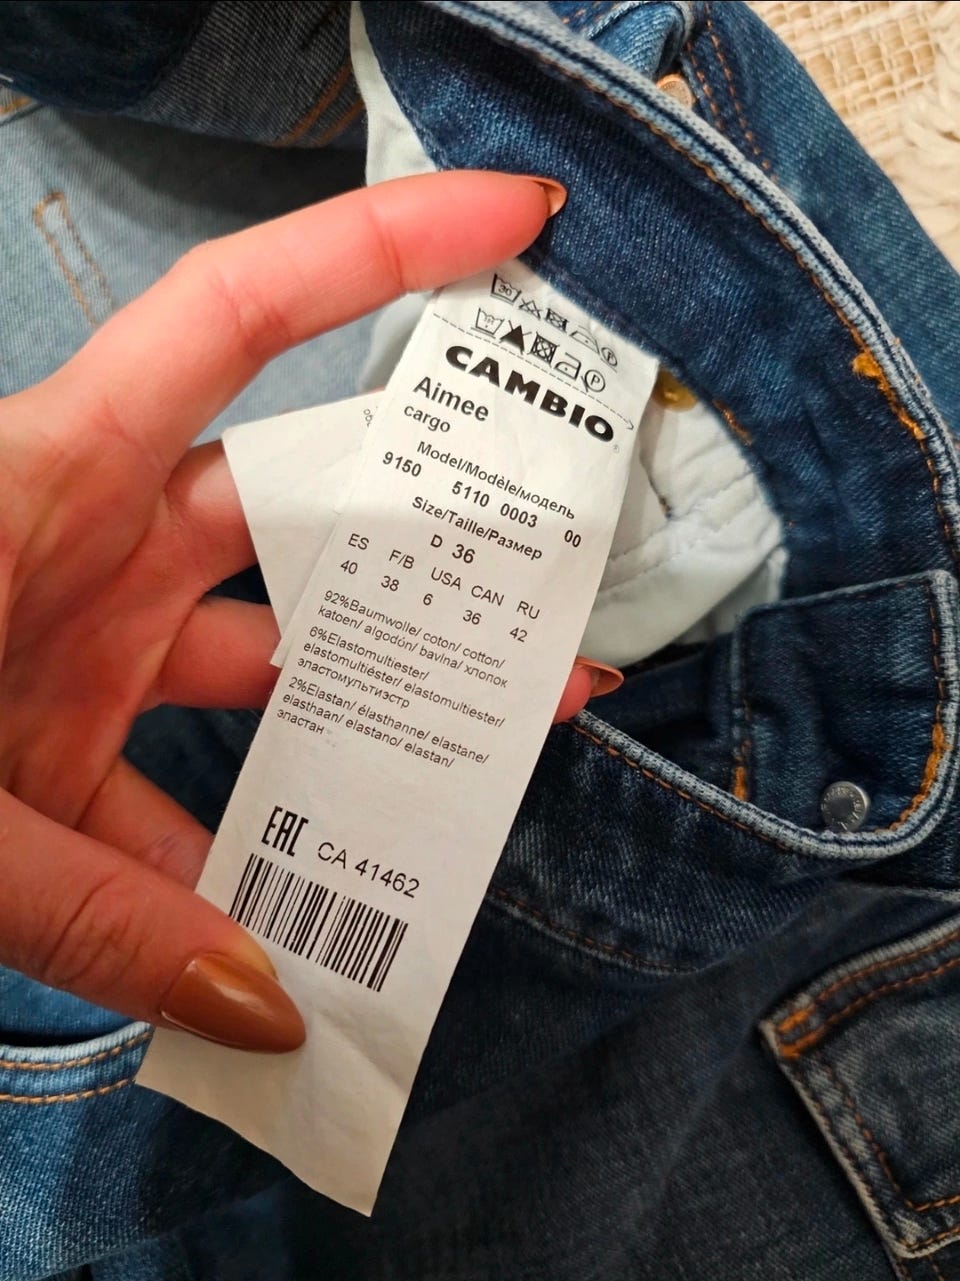 30
P
P
CAMBIO
Aimee
cargo
Model/Modèle/модель
9150 5110 0003 00
Size/Taille/Размер
D 36
ES F/B USA CAN RU
40 38 6 36 42
92%Baumwolle/ coton/ cotton/
katoen/ algodón/ bavlna/ хлопок
6%Elastomultiester/
elastomultiéster/ elastomultiester/
эластомультиэстр
2%Elastan/ élasthanne/ elastane/
elasthaan/ elastano/ elastan/
эластан
EAC CA 41462